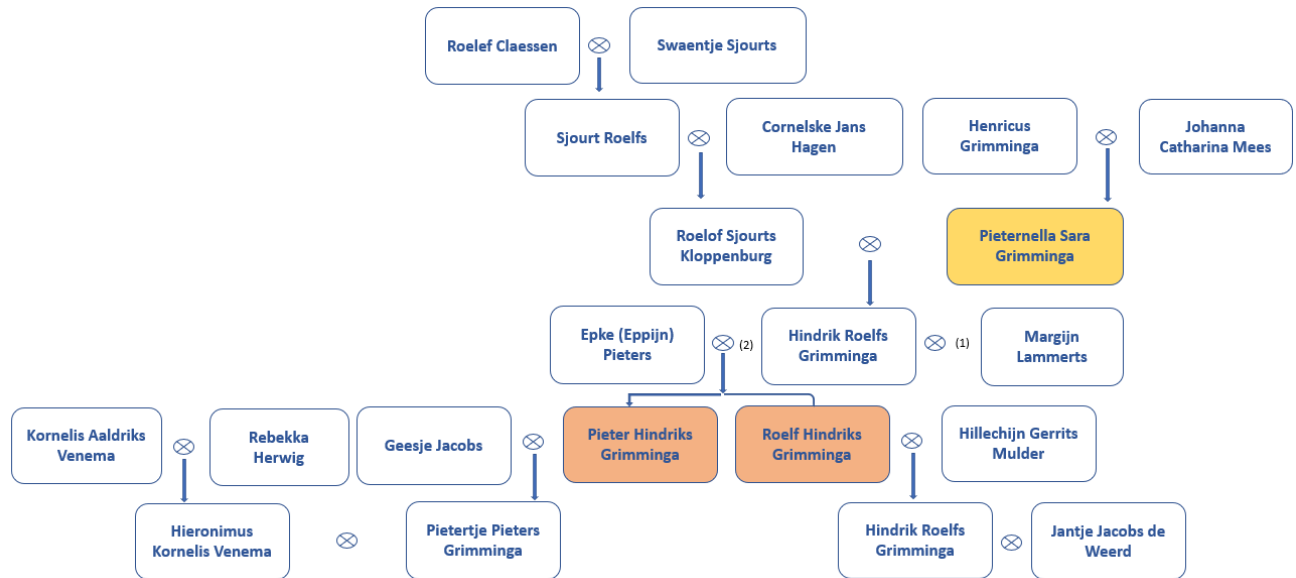 Roelef Claessen
Swaentje Sjourts
Sjourt Roelfs
Cornelske Jans
Hagen
Henricus
Grimminga
Johanna
Catharina Mees
Roelof Sjourts
Kloppenburg
Pieternella Sara
Grimminga
Epke (Eppijn)
Pieters
(2)
Hindrik Roelfs
Grimminga
(1)
Margijn
Lammerts
Kornelis Aaldriks
Venema
Rebekka
Herwig
Geesje Jacobs
Pieter Hindriks
Grimminga
Roelf Hindriks
Grimminga
Hillechijn Gerrits
Mulder
Hieronimus
Kornelis Venema
Pietertje Pieters
Grimminga
Hindrik Roelfs
Grimminga
Jantje Jacobs de
Weerd